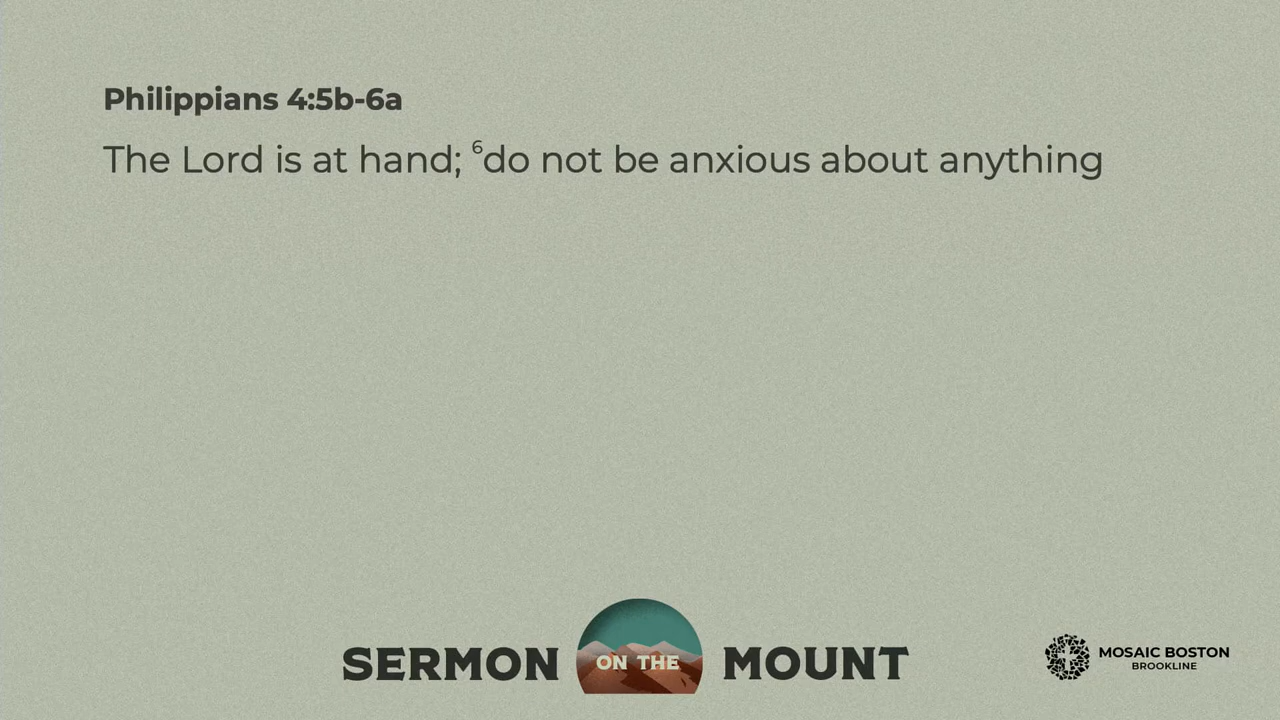 Philippians 4:5b-6a
The Lord is at hand; ⁶do not be anxious about anything
SERMON ON THE MOUNT
MOSAIC BOSTON
BROOKLINE